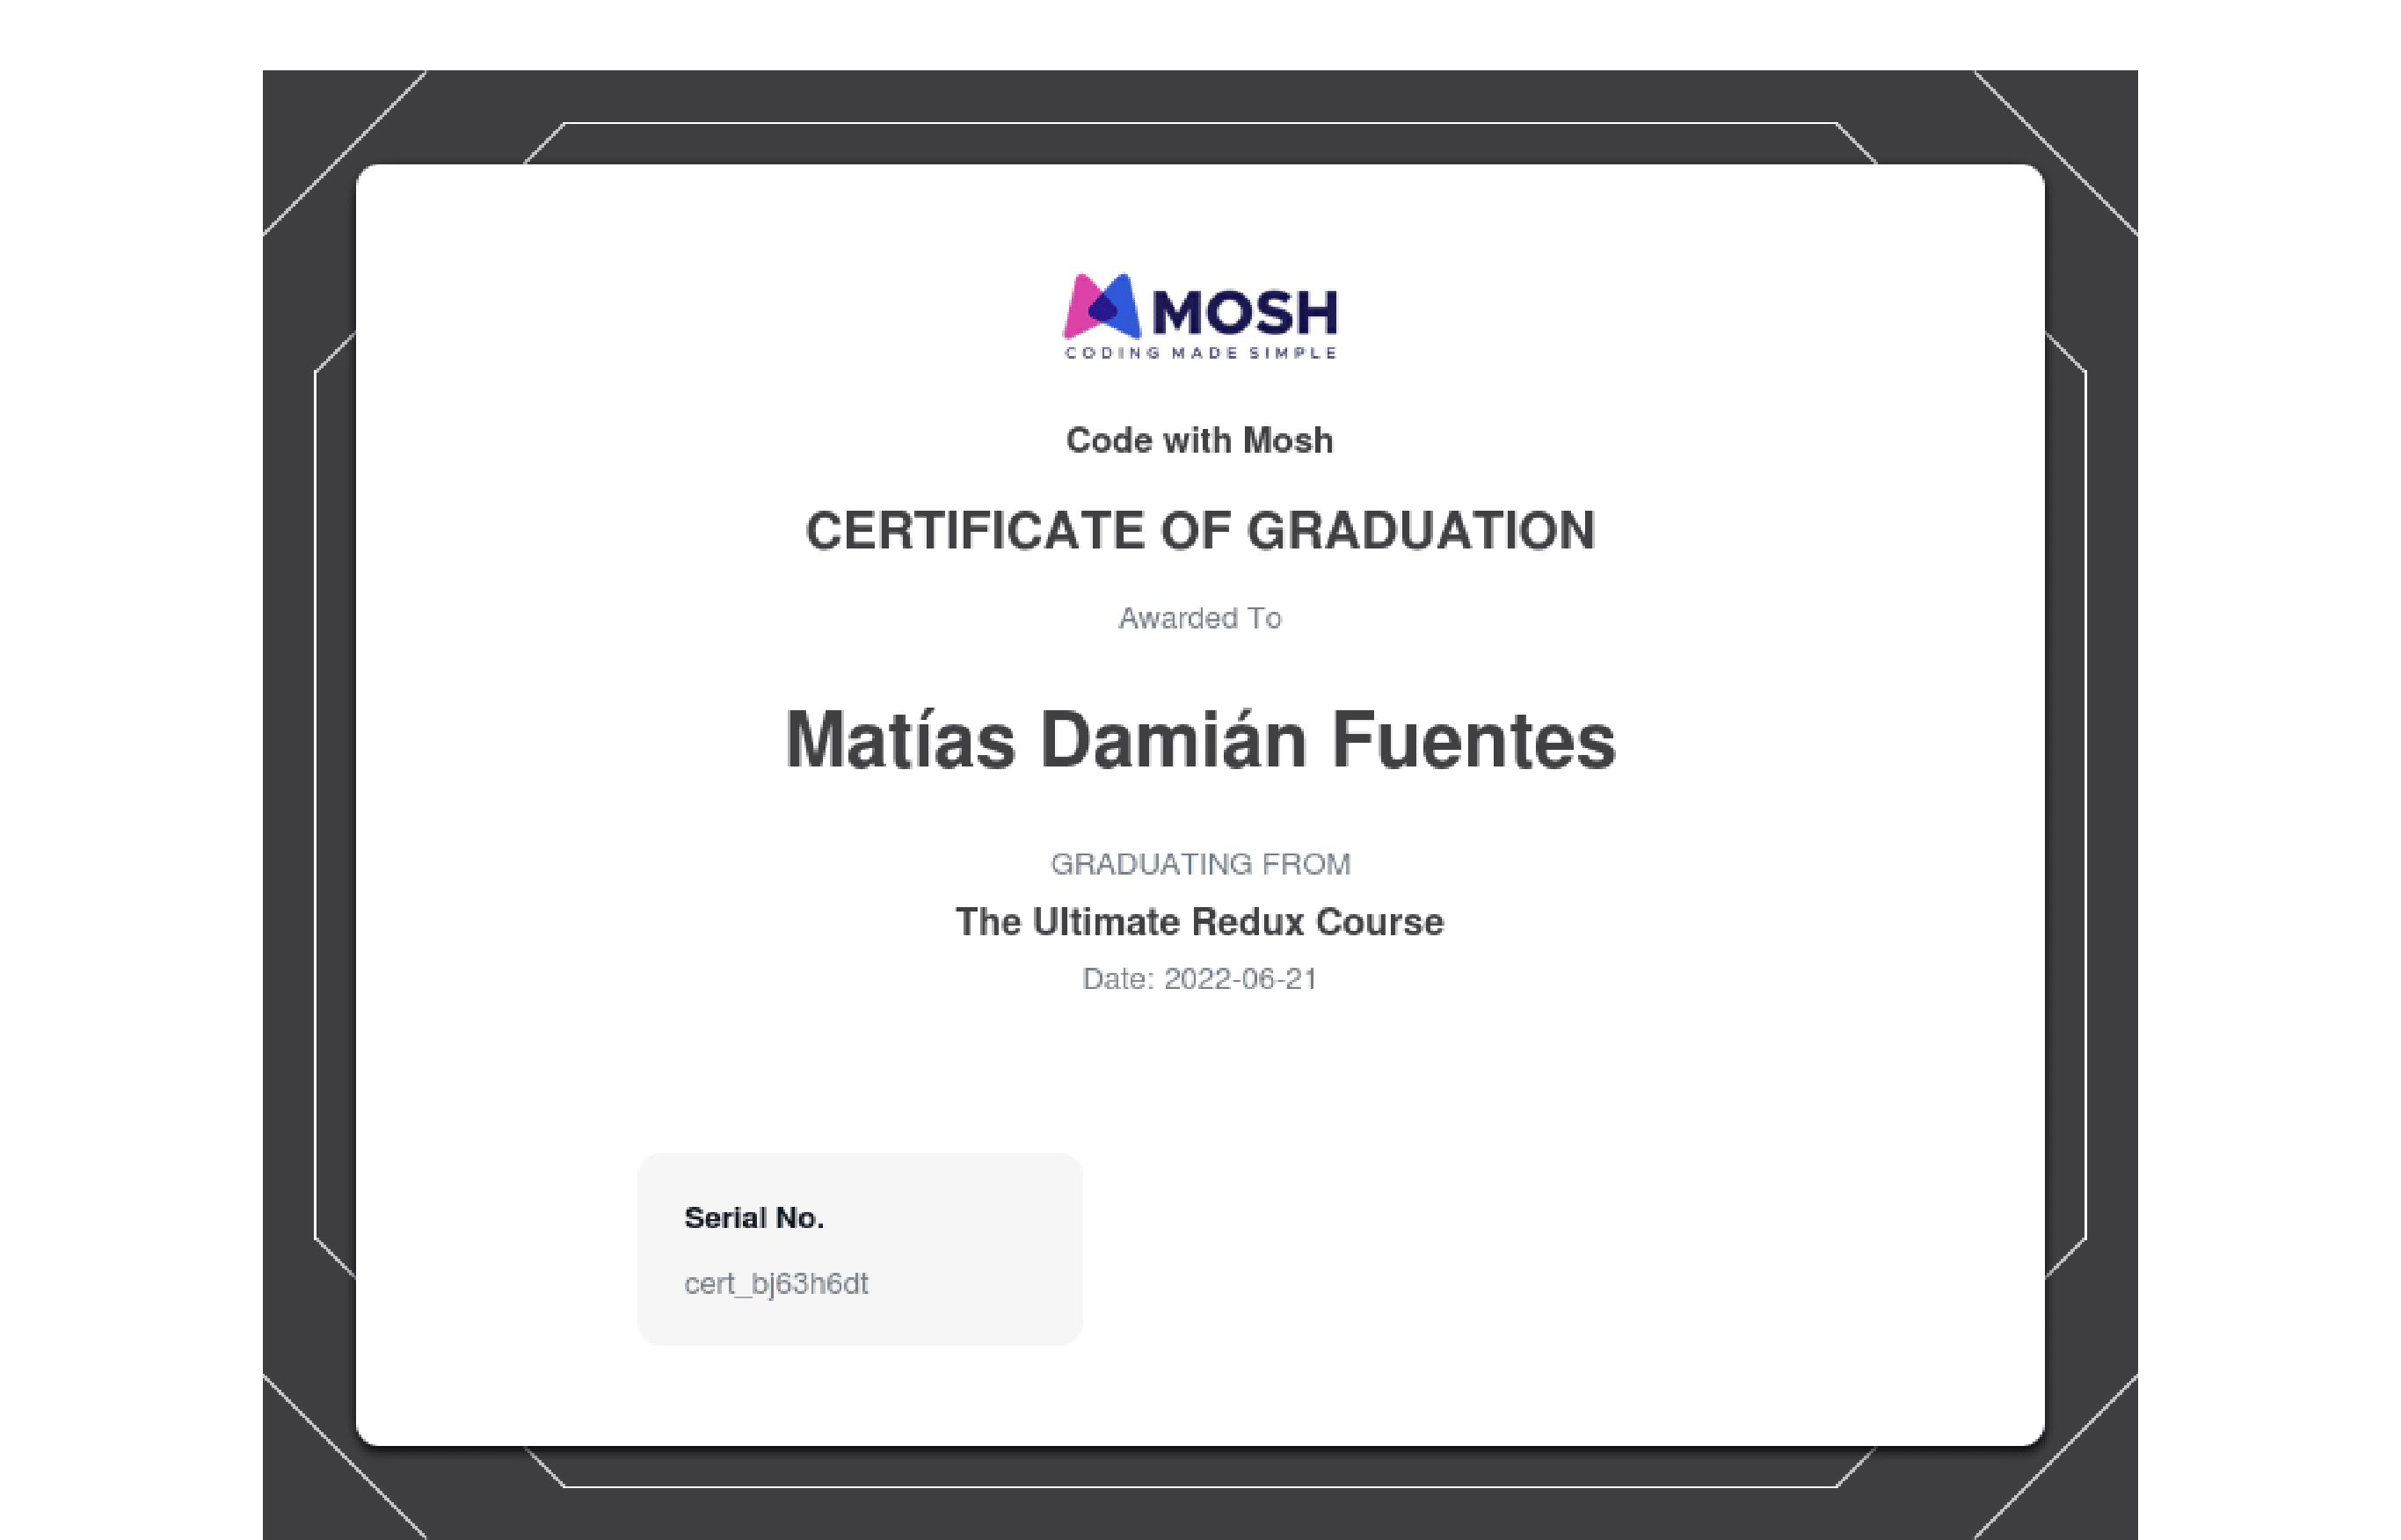 MOSH
CODING MADE SIMPLE
Code with Mosh
CERTIFICATE OF GRADUATION
Awarded To
Matías Damián Fuentes
GRADUATING FROM
The Ultimate Redux Course
Date: 2022-06-21
Serial No.
cert_bj63h6dt